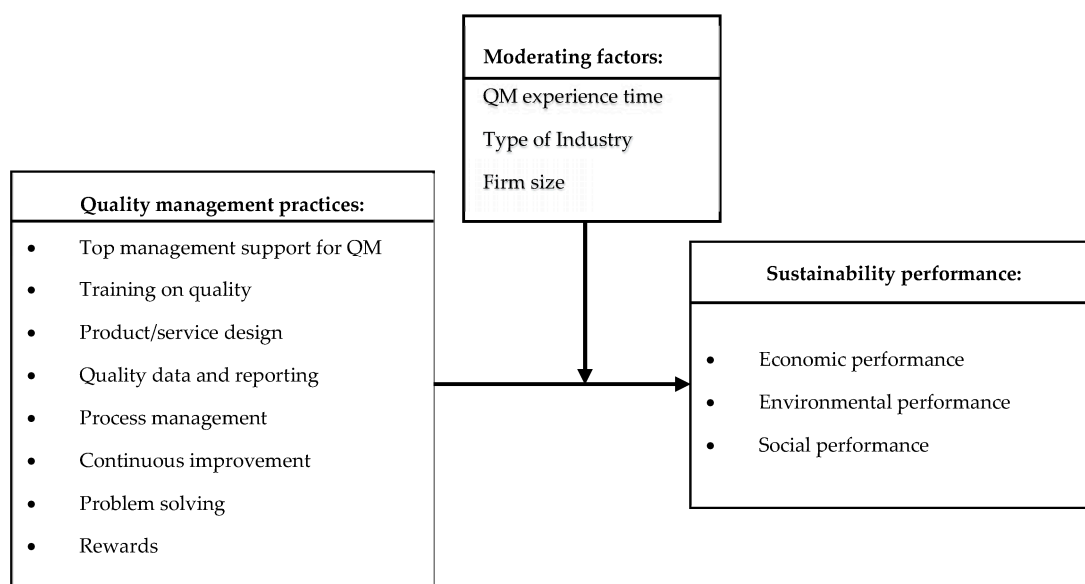 Moderating factors:
QM experience time
Type of Industry
Firm size
Quality management practices:
• Top management support for QM
• Training on quality
• Product/service design
• Quality data and reporting
• Process management
• Continuous improvement
• Problem solving
• Rewards
Sustainability performance:
• Economic performance
• Environmental performance
• Social performance